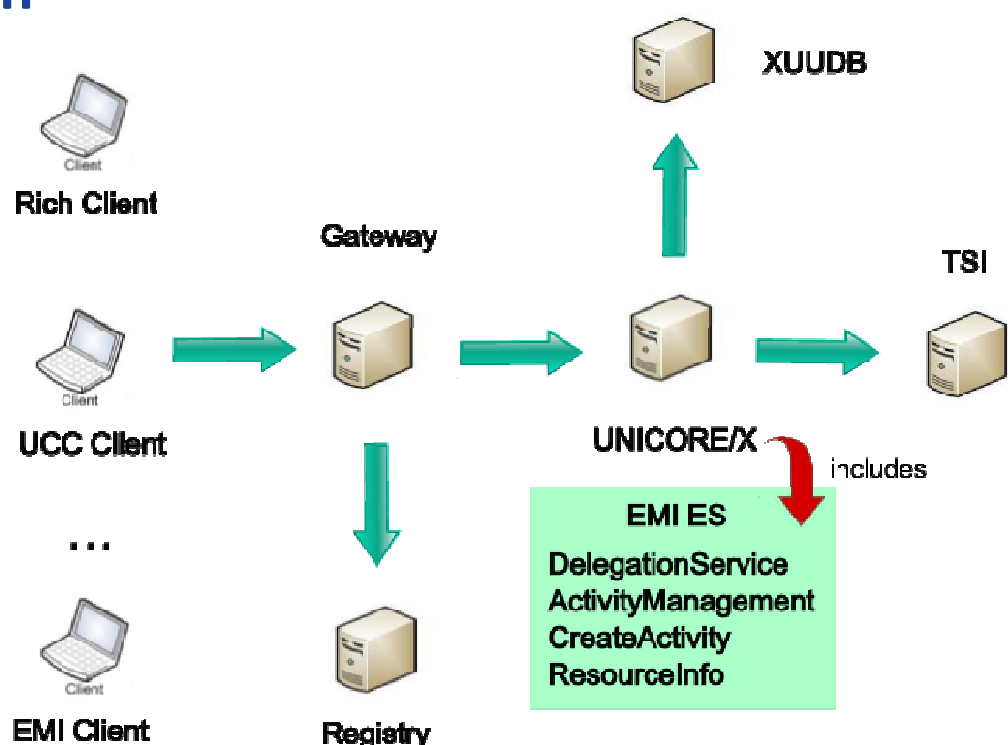 XUUDB
Client
Rich Client
Gateway
TSI
Client
UCC Client
UNICORE/X
includes
...
EMI ES
DelegationService
ActivityManagement
CreateActivity
ResourceInfo
Client
EMI Client
Registry